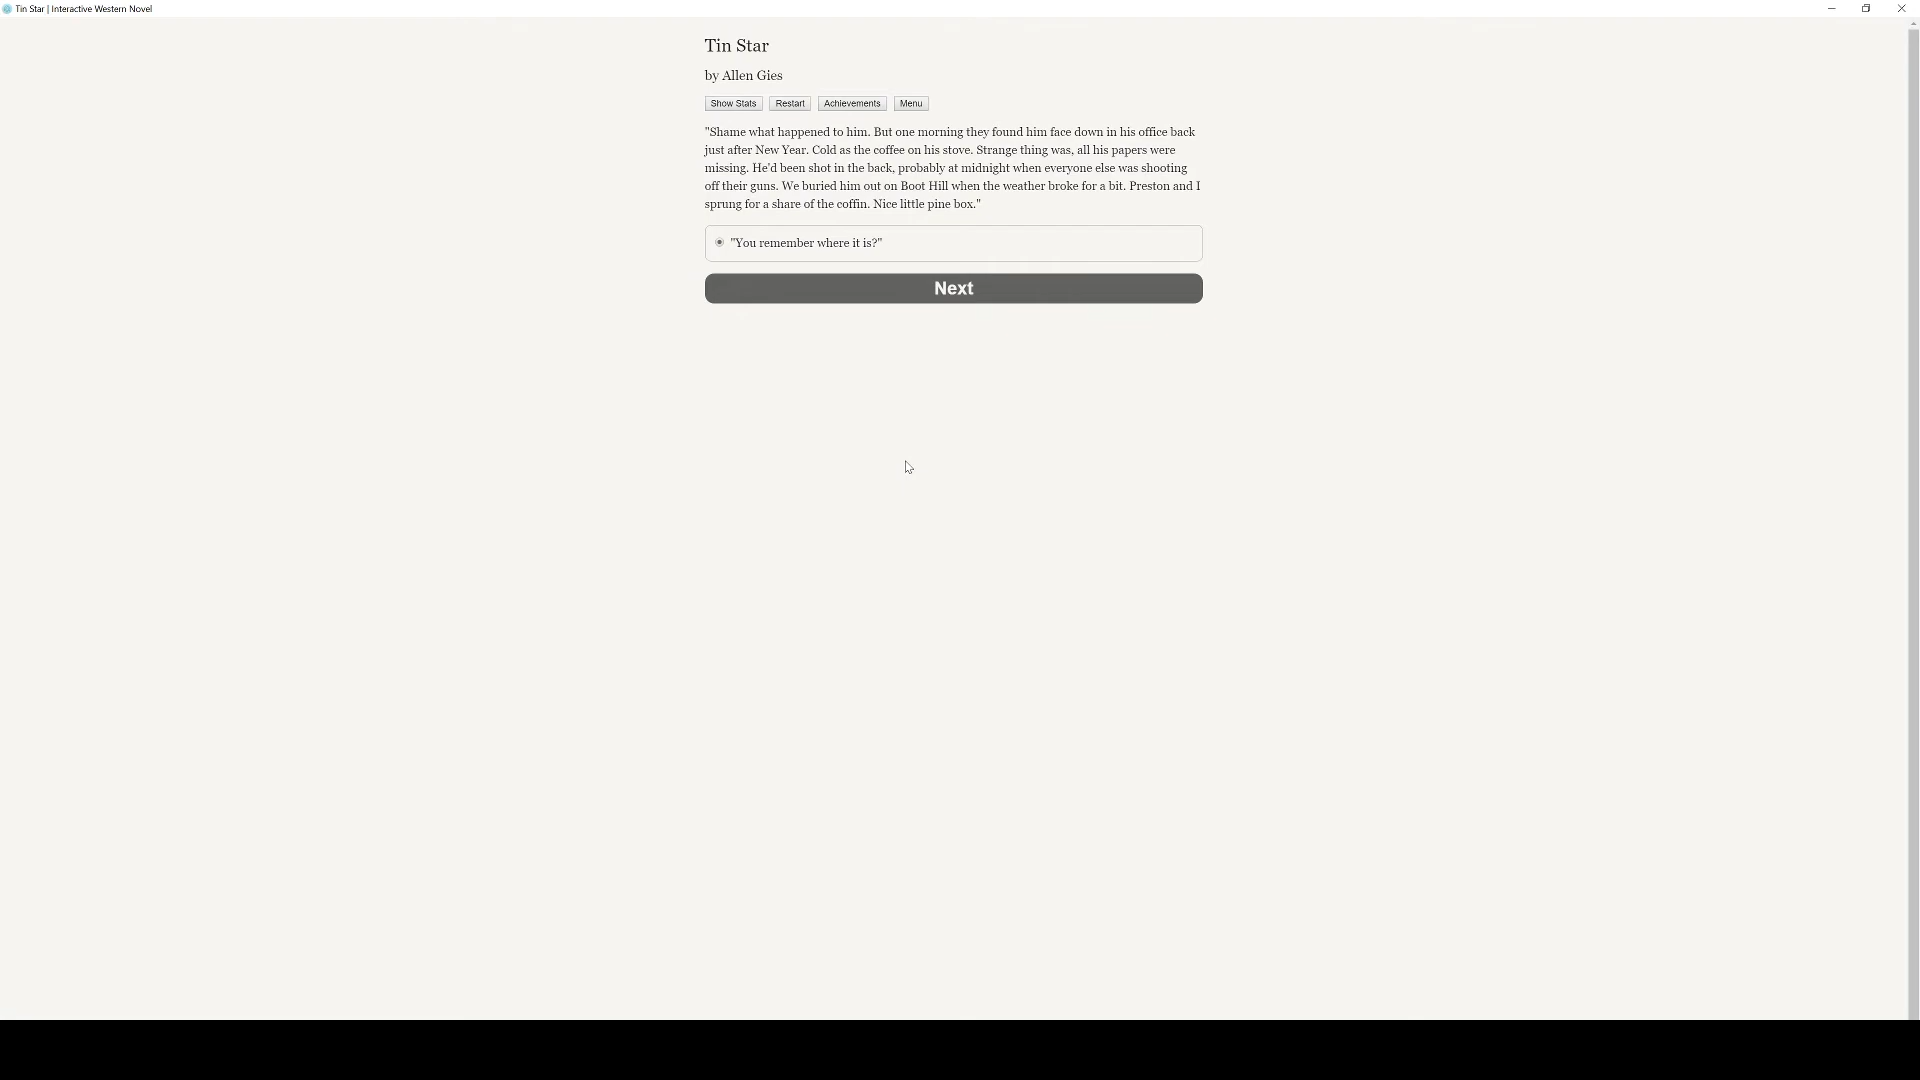 Tin Star | Interactive Western Novel
Tin Star
by Allen Gies
Show Stats Restart Achievements Menu
"Shame what happened to him. But one morning they found him face down in his office back
just after New Year. Cold as the coffee on his stove. Strange thing was, all his papers were
missing. He'd been shot in the back, probably at midnight when everyone else was shooting
off their guns. We buried him out on Boot Hill when the weather broke for a bit. Preston and I
sprung for a share of the coffin. Nice little pine box."
"You remember where it is?"
Next